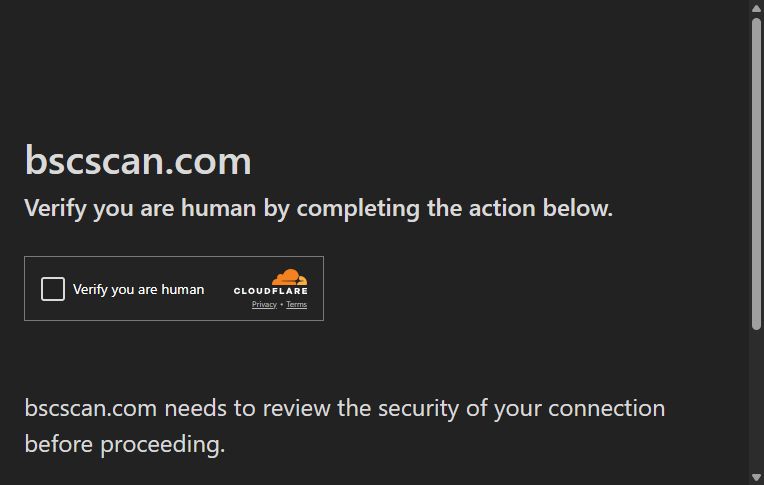 bscscan.com
Verify you are human by completing the action below.
Verify you are human
CLOUDFLARE
Privacy • Terms
bscscan.com needs to review the security of your connection
before proceeding.